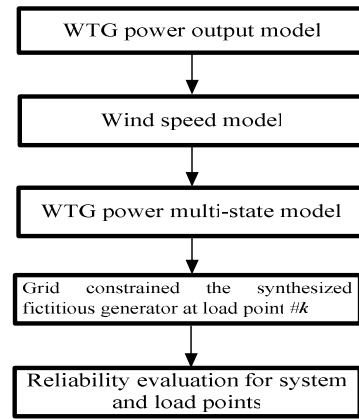 WTG power output model
Wind speed model
WTG power multi-state model
Grid constrained the synthesized
fictitious generator at load point #k
Reliability evaluation for system
and load points